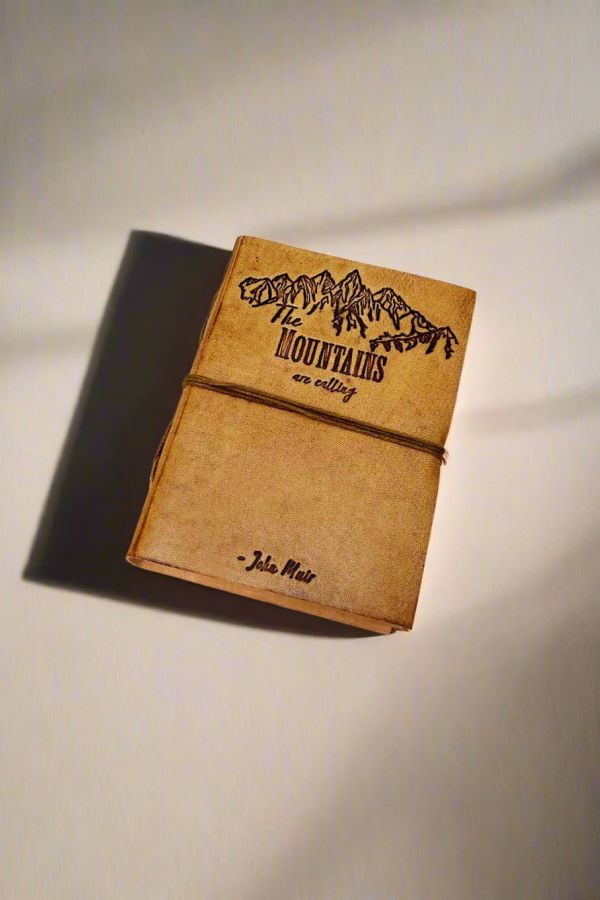 The
MOUNTAINS
are calling
- John Muir